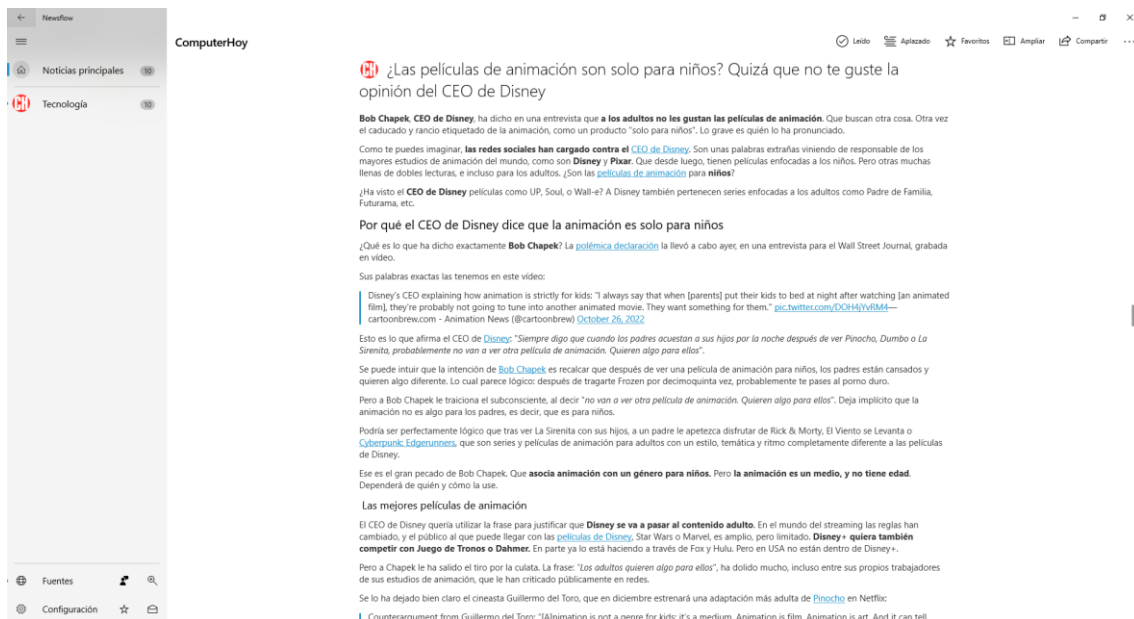 Newsflow
ComputerHoy
Leído Aplazado Favoritos Ampliar Compartir
Noticias principales 10
Tecnología 10
Fuentes
Configuración
¿Las películas de animación son solo para niños? Quizá que no te guste la
opinión del CEO de Disney
Bob Chapek, CEO de Disney, ha dicho en una entrevista que a los adultos no les gustan las películas de animación. Que buscan otra cosa. Otra vez
el caducado y rancio etiquetado de la animación, como un producto "solo para niños". Lo grave es quién lo ha pronunciado.
Como te puedes imaginar, las redes sociales han cargado contra el CEO de Disney. Son unas palabras extrañas viniendo de responsable de los
mayores estudios de animación del mundo, como son Disney y Pixar. Que desde luego, tienen películas enfocadas a los niños. Pero otras muchas
llenas de dobles lecturas, e incluso para los adultos. ¿Son las películas de animación para niños?
¿Ha visto el CEO de Disney películas como UP, Soul, o Wall-e? A Disney también pertenecen series enfocadas a los adultos como Padre de Familia,
Futurama, etc.
Por qué el CEO de Disney dice que la animación es solo para niños
¿Qué es lo que ha dicho exactamente Bob Chapek? La polémica declaración la llevó a cabo ayer, en una entrevista para el Wall Street Journal, grabada
en vídeo.
Sus palabras exactas las tenemos en este vídeo:
Disney's CEO explaining how animation is strictly for kids: "I always say that when [parents] put their kids to bed at night after watching [an animated
film], they're probably not going to tune into another animated movie. They want something for them." pic.twitter.com/DOH4jYvRM4—
cartoonbrew.com - Animation News (@cartoonbrew) October 26, 2022
Esto es lo que afirma el CEO de Disney: "Siempre digo que cuando los padres acuestan a sus hijos por la noche después de ver Pinocho, Dumbo o La
Sirenita, probablemente no van a ver otra película de animación. Quieren algo para ellos".
Se puede intuir que la intención de Bob Chapek es recalcar que después de ver una película de animación para niños, los padres están cansados y
quieren algo diferente. Lo cual parece lógico: después de tragarte Frozen por decimoquinta vez, probablemente te pases al porno duro.
Pero a Bob Chapek le traiciona el subconsciente, al decir "no van a ver otra película de animación. Quieren algo para ellos". Deja implícito que la
animación no es algo para los padres, es decir, que es para niños.
Podría ser perfectamente lógico que tras ver La Sirenita con sus hijos, a un padre le apetezca disfrutar de Rick & Morty, El Viento se Levanta o
Cyberpunk: Edgerunners, que son series y películas de animación para adultos con un estilo, temática y ritmo completamente diferente a las películas
de Disney.
Ese es el gran pecado de Bob Chapek. Que asocia animación con un género para niños. Pero la animación es un medio, y no tiene edad.
Dependerá de quién y cómo la use.
Las mejores películas de animación
El CEO de Disney quería utilizar la frase para justificar que Disney se va a pasar al contenido adulto. En el mundo del streaming las reglas han
cambiado, y el público al que puede llegar con las películas de Disney, Star Wars o Marvel, es amplio, pero limitado. Disney+ quiera también
competir con Juego de Tronos o Dahmer. En parte ya lo está haciendo a través de Fox y Hulu. Pero en USA no están dentro de Disney+.
Pero a Chapek le ha salido el tiro por la culata. La frase: "Los adultos quieren algo para ellos", ha dolido mucho, incluso entre sus propios trabajadores
de sus estudios de animación, que le han criticado públicamente en redes.
Se lo ha dejado bien claro el cineasta Guillermo del Toro, que en diciembre estrenará una adaptación más adulta de Pinocho en Netflix:
Counterargument from Guillermo del Toro: "[A]nimation is not a genre for kids; it's a medium. Animation is film. Animation is art. And it can tell